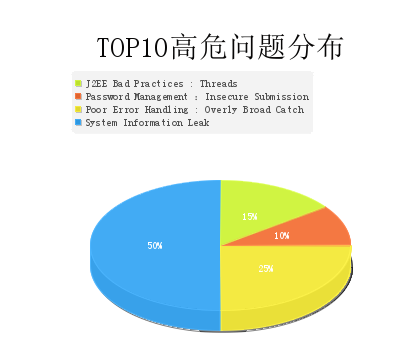 TOP10高危问题分布
J2EE Bad Practices : Threads
Password Management : Insecure Submission
Poor Error Handling : Overly Broad Catch
System Information Leak
15%
10%
50%
25%